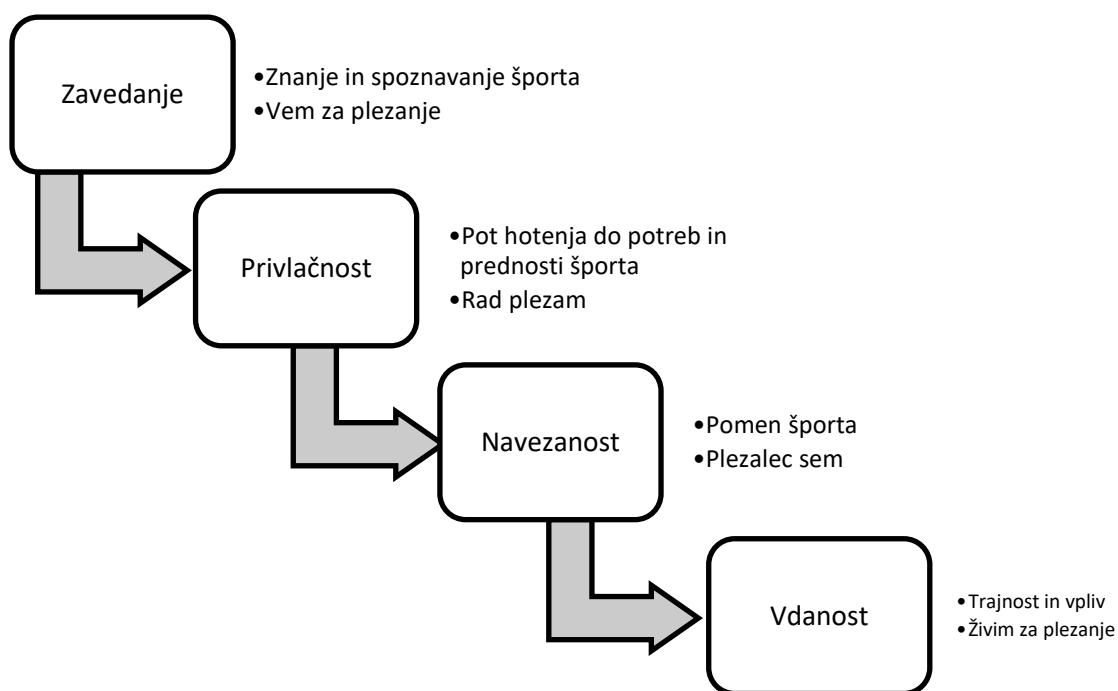 Zavedanje
•Znanje in spoznavanje športa
•Vem za plezanje
Privlačnost
•Pot hotenja do potreb in
prednosti športa
•Rad plezam
Navezanost
•Pomen športa
•Plezalec sem
Vdanost
•Trajnost in vpliv
•Živim za plezanje